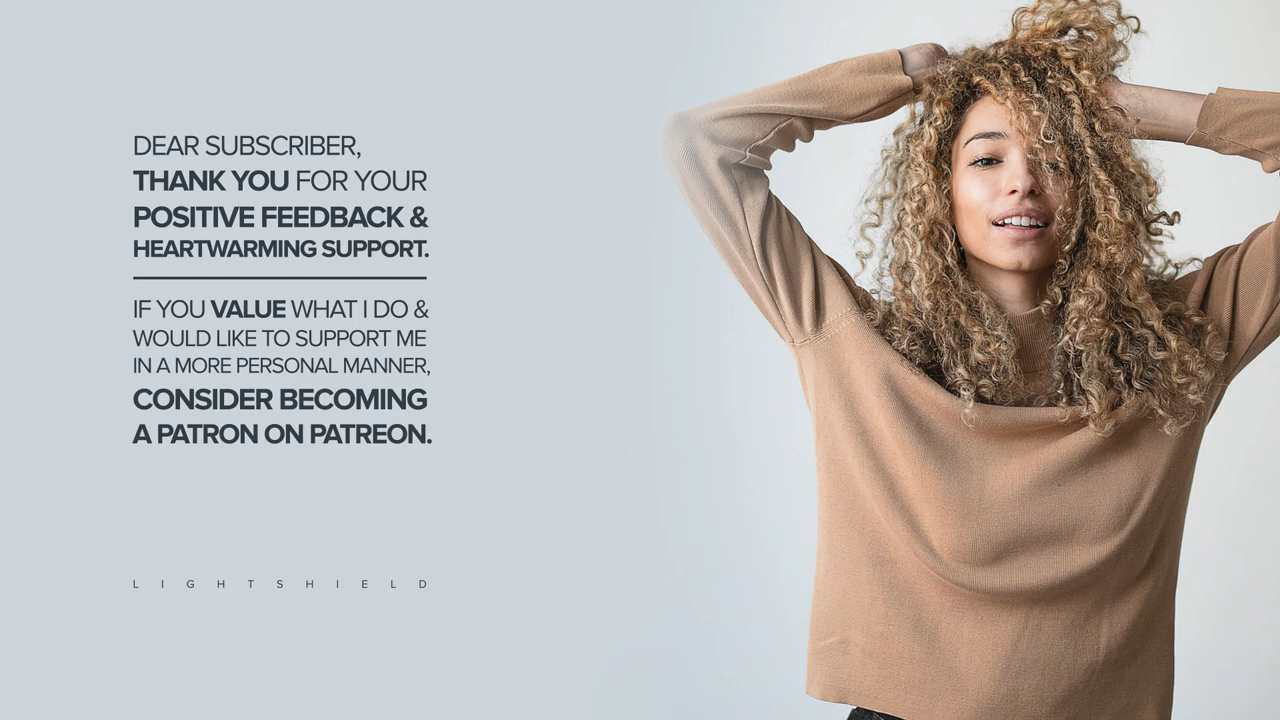 DEAR SUBSCRIBER,
THANK YOU FOR YOUR
POSITIVE FEEDBACK &
HEARTWARMING SUPPORT.
IF YOU VALUE WHAT I DO &
WOULD LIKE TO SUPPORT ME
IN A MORE PERSONAL MANNER,
CONSIDER BECOMING
A PATRON ON PATREON.
LIGHTSHIELD